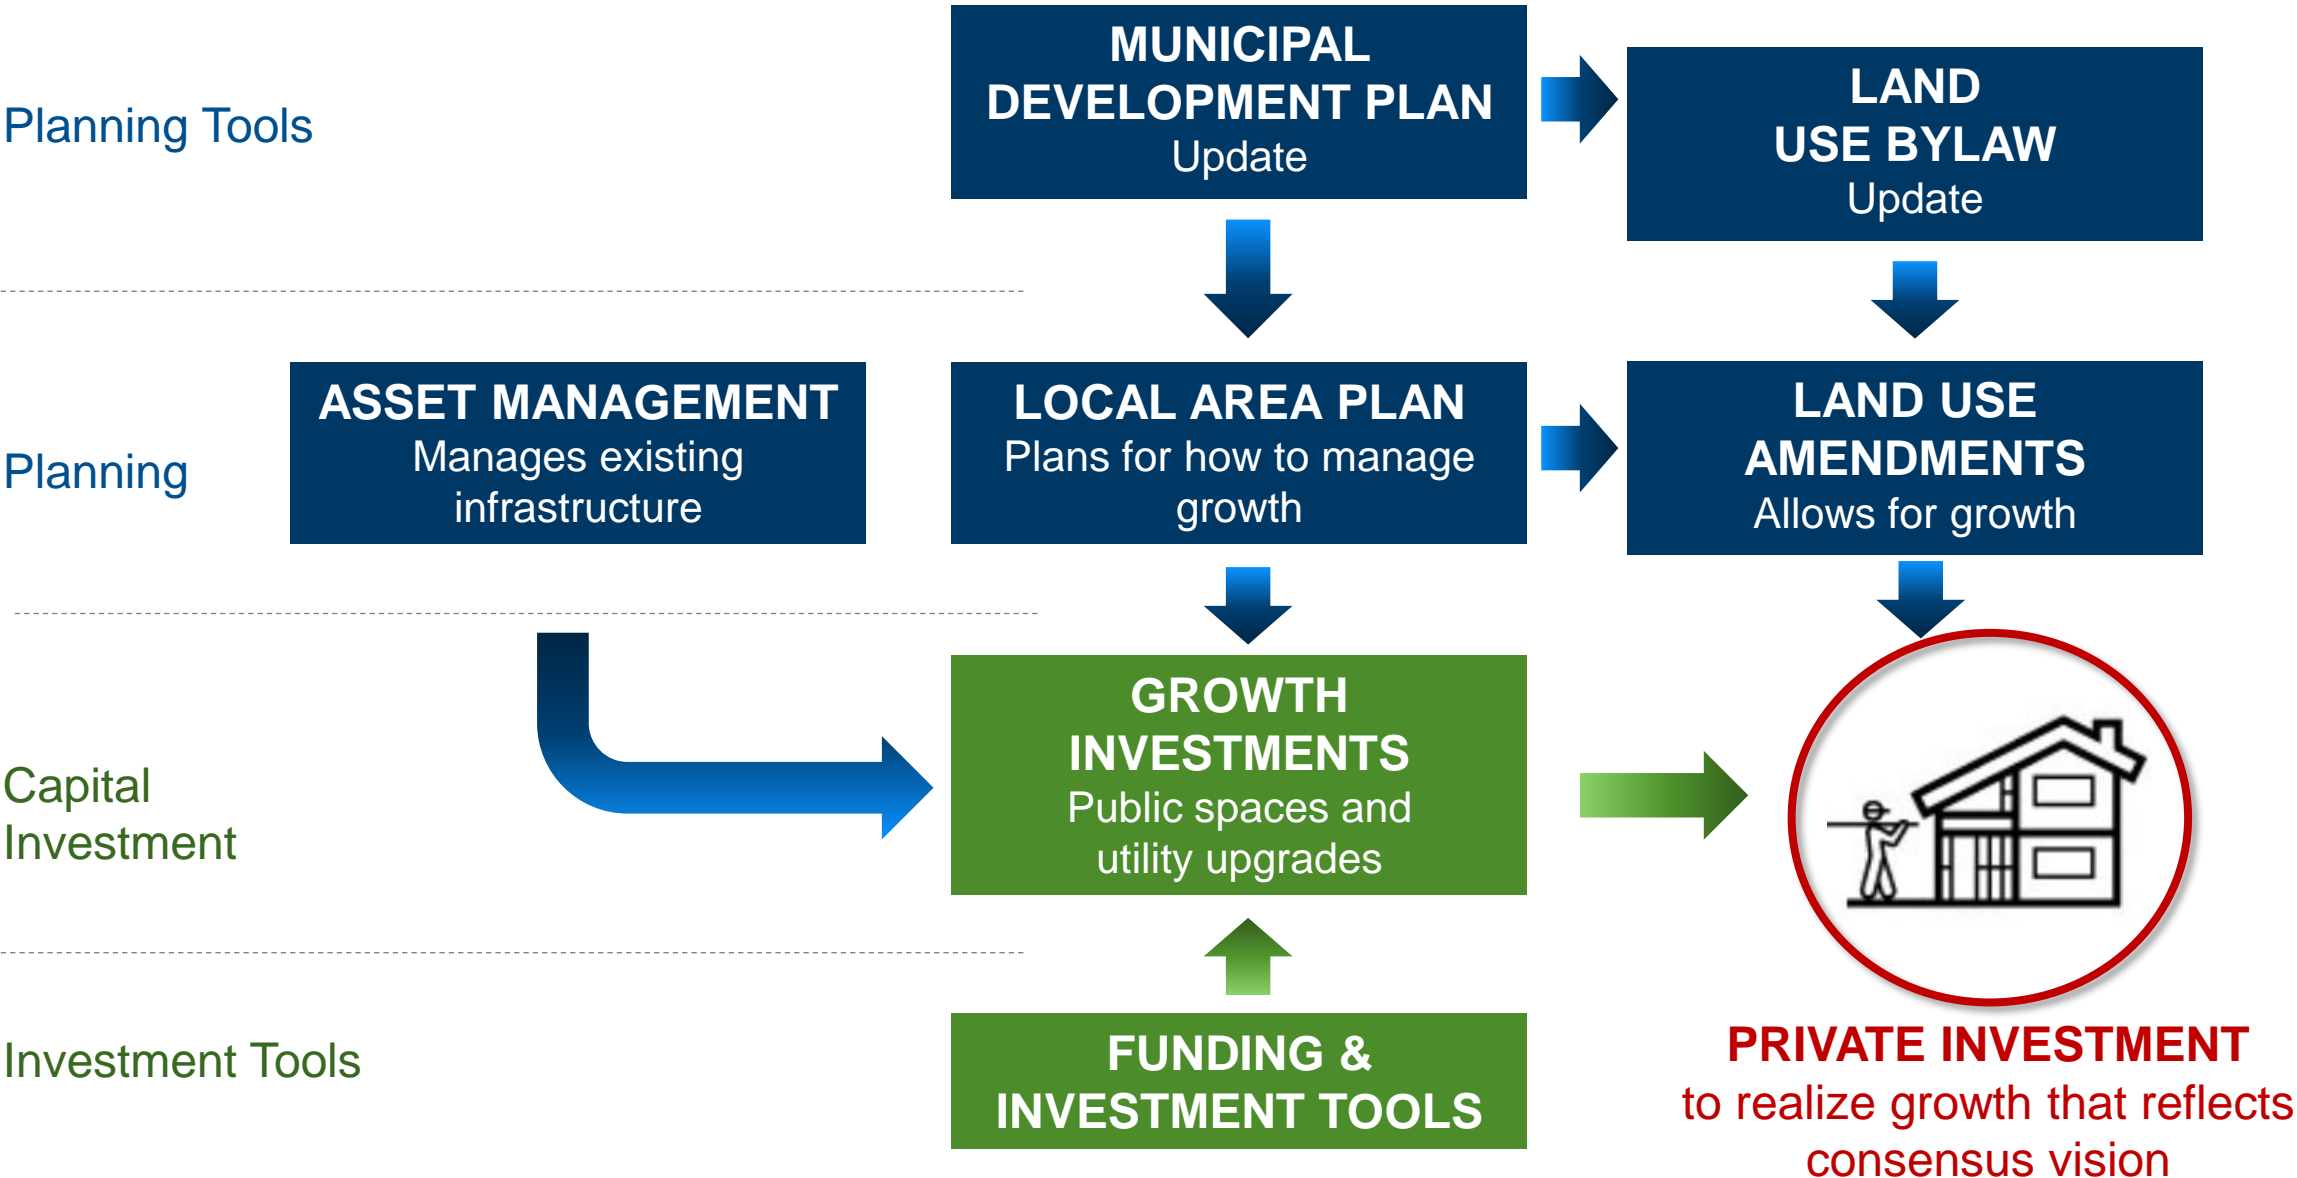 Planning Tools
MUNICIPAL
DEVELOPMENT PLAN
Update
LAND
USE BYLAW
Update
Planning
ASSET MANAGEMENT
Manages existing
infrastructure
LOCAL AREA PLAN
Plans for how to manage
growth
LAND USE
AMENDMENTS
Allows for growth
Capital
Investment
GROWTH
INVESTMENTS
Public spaces and
utility upgrades
Investment Tools
FUNDING &
INVESTMENT TOOLS
PRIVATE INVESTMENT
to realize growth that reflects
consensus vision